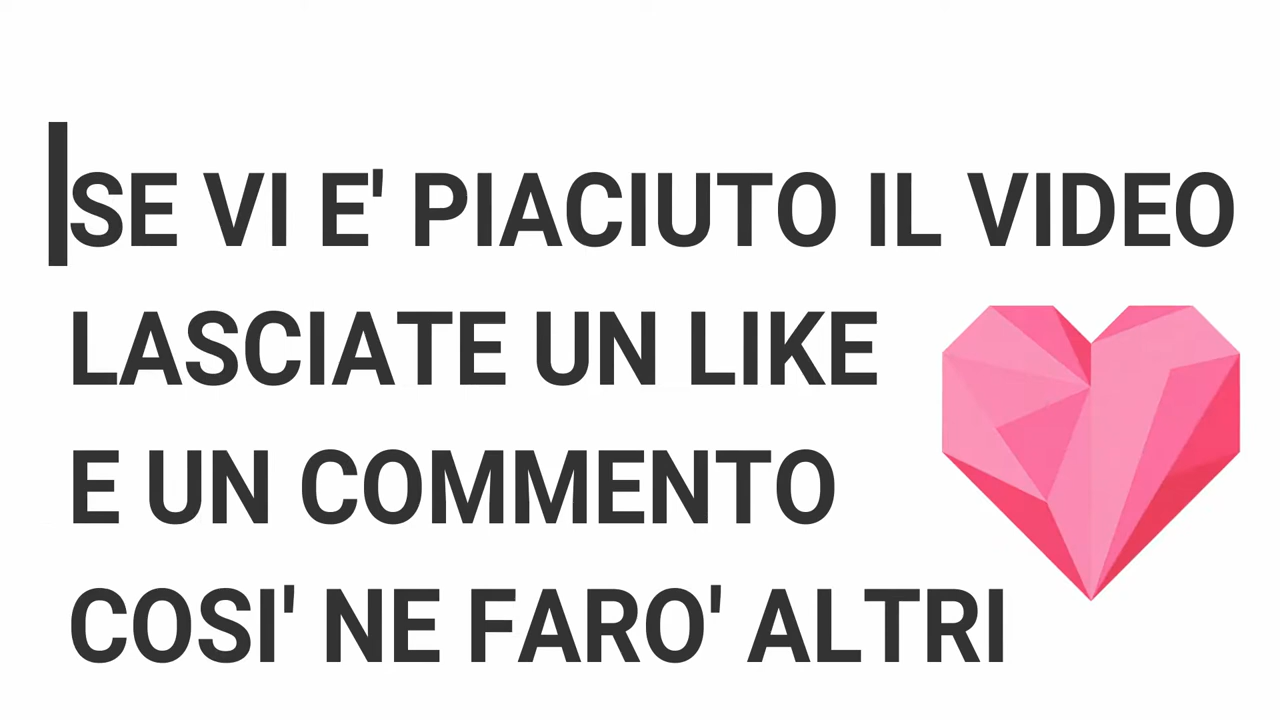 SE VI E' PIACIUTO IL VIDEO
LASCIATE UN LIKE
E UN COMMENTO
COSI' NE FARO' ALTRI